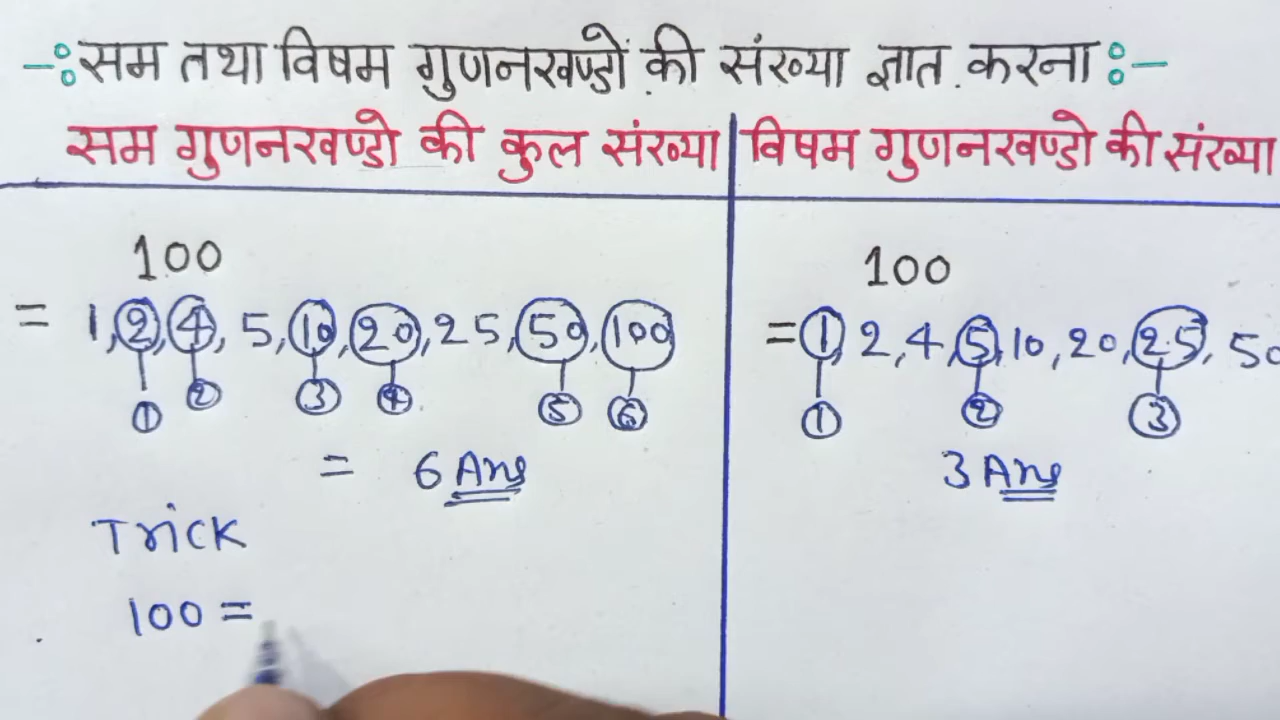 -: सम तथा विषम गुणनखण्डों की संख्या ज्ञात करना :-
सम गुणनखण्डो की कुल संख्या
100
= 1, 2, 4, 5, 10, 20, 25, 50, 100
1 2 3 4 5 6
= 6 Ans
Trick
100 =
विषम गुणनखण्डो की संख्या
100
= 1, 2, 4, 5, 10, 20, 25, 50
1 2 3
3 Ans